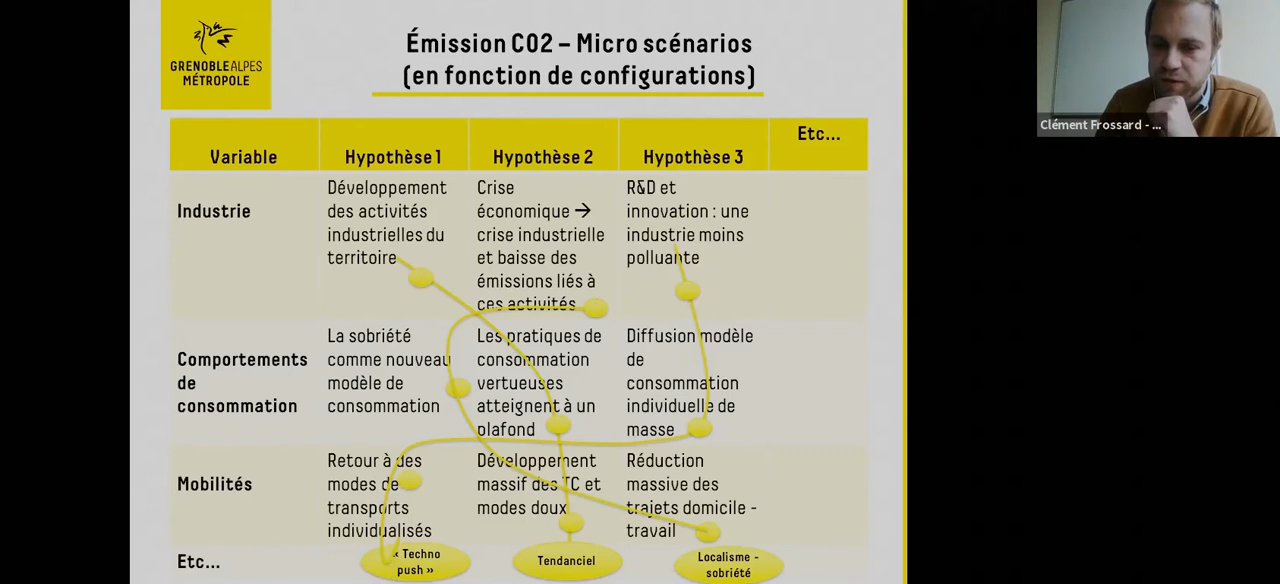 GRENOBLEALPES
MÉTROPOLE
Émission CO2 – Micro scénarios
(en fonction de configurations)
Variable
Hypothèse 1
Hypothèse 2
Hypothèse 3
Etc...
Industrie
Développement
des activités
industrielles du
territoire
Crise
économique →
crise industrielle
et baisse des
émissions liés à
ces activités
R&D et
innovation : une
industrie moins
polluante
Comportements
de
consommation
La sobriété
comme nouveau
modèle de
consommation
Les pratiques de
consommation
vertueuses
atteignent à un
plafond
Diffusion modèle
de
consommation
individuelle de
masse
Mobilités
Retour à des
modes de
transports
individualisés
Développement
massif des TC et
modes doux
Réduction
massive des
trajets domicile -
travail
Etc...
« Techno
push »
Tendanciel
Localisme -
sobriété
Clément Frossard - ...